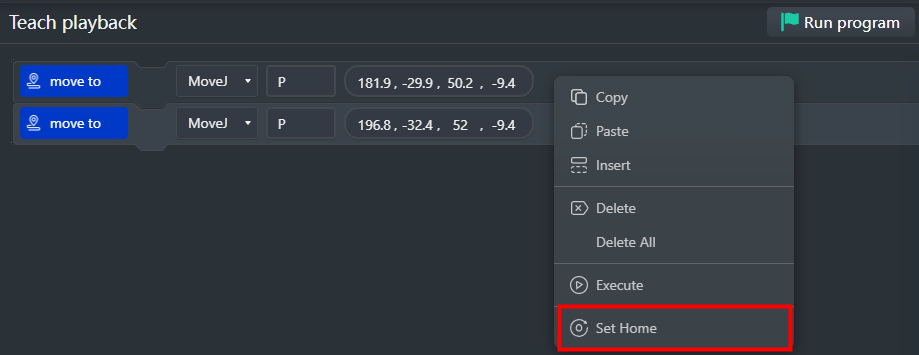 Teach playback
Run program
move to MoveJ P 181.9 , -29.9 , 50.2 , -9.4
move to MoveJ P 196.8 , -32.4 , 52 , -9.4
Copy
Paste
Insert
Delete
Delete All
Execute
Set Home